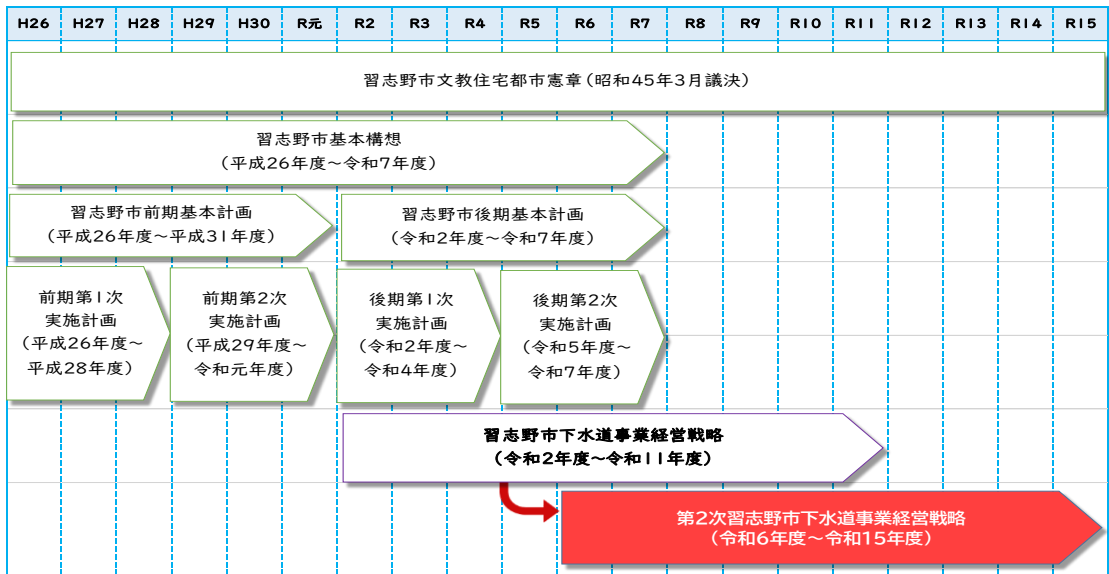 H26 H27 H28 H29 H30 R元 R2 R3 R4 R5 R6 R7 R8 R9 R10 R11 R12 R13 R14 R15
習志野市文教住宅都市憲章(昭和45年3月議決)
習志野市基本構想
(平成26年度~令和7年度)
習志野市前期基本計画
(平成26年度~平成31年度)
習志野市後期基本計画
(令和2年度~令和7年度)
前期第1次
実施計画
(平成26年度~
平成28年度)
前期第2次
実施計画
(平成29年度~
令和元年度)
後期第1次
実施計画
(令和2年度~
令和4年度)
後期第2次
実施計画
(令和5年度~
令和7年度)
習志野市下水道事業経営戦略
(令和2年度~令和11年度)
第2次習志野市下水道事業経営戦略
(令和6年度~令和15年度)